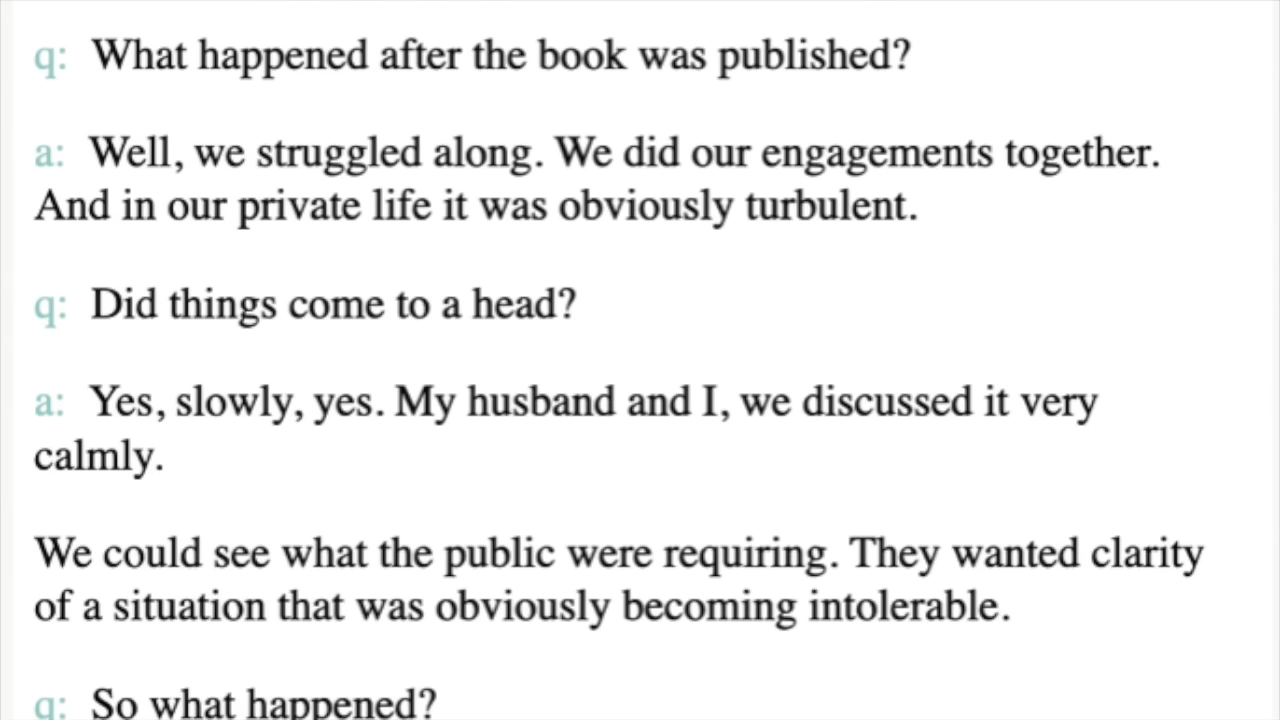 q: What happened after the book was published?
a: Well, we struggled along. We did our engagements together.
And in our private life it was obviously turbulent.
q: Did things come to a head?
a: Yes, slowly, yes. My husband and I, we discussed it very
calmly.
We could see what the public were requiring. They wanted clarity
of a situation that was obviously becoming intolerable.
q: So what happened?